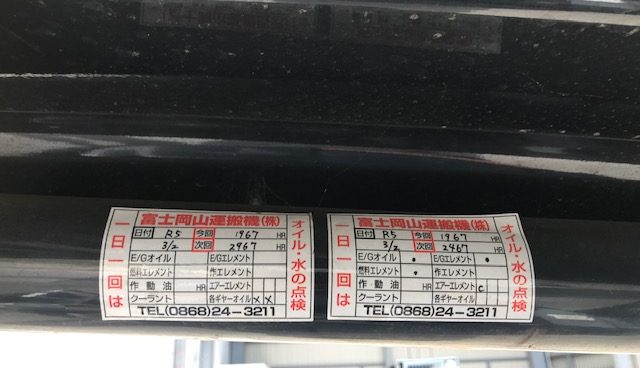 富士岡山運搬機(株)
一日一回は
オイル・水の点検
日付 R5 今回 1967 HR
3/2 次回 2967 HR
E/Gオイル E/Gエレメント
燃料エレメント 作エレメント
作動油 HR エアーエレメント
クーラント 各ギヤーオイル ××
TEL(0868)24-3211
富士岡山運搬機(株)
一日一回は
オイル・水の点検
日付 R5 今回 1967 HR
3/2 次回 2467 HR
E/Gオイル • E/Gエレメント •
燃料エレメント • 作エレメント
作動油 HR エアーエレメント C
クーラント 各ギヤーオイル
TEL(0868)24-3211